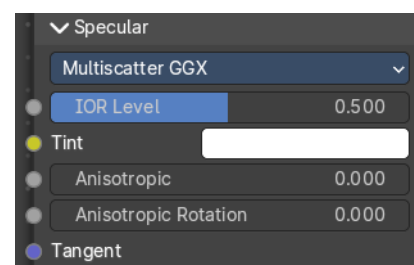 Specular
Multiscatter GGX
IOR Level 0.500
Tint
Anisotropic 0.000
Anisotropic Rotation 0.000
Tangent